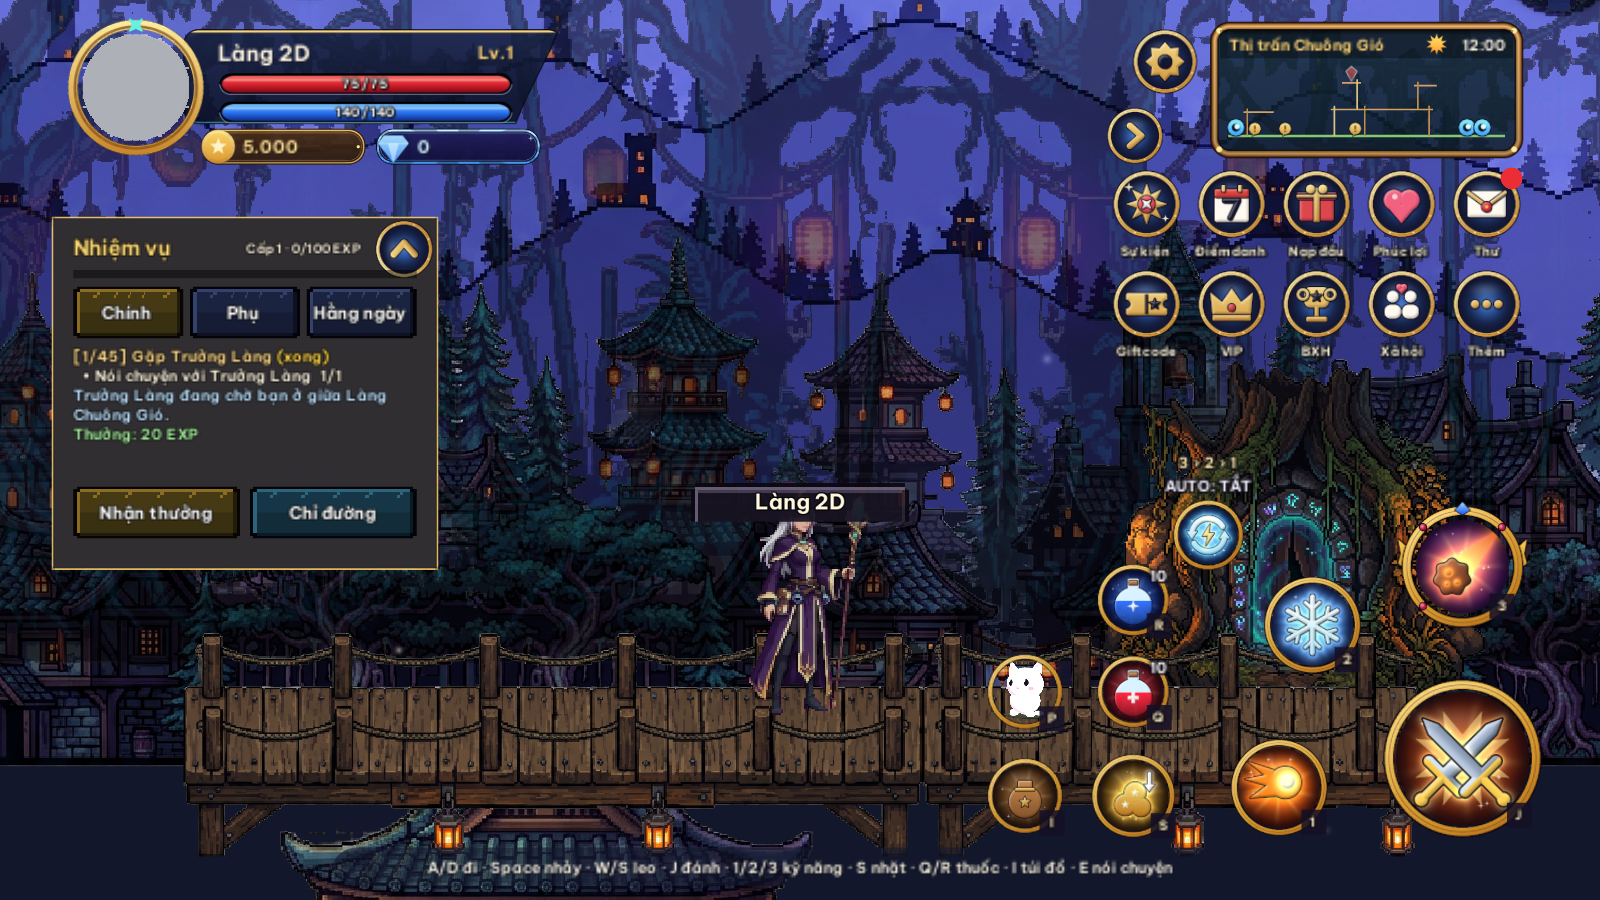 Làng 2D
Lv.1
75/75
140/140
5.000
0
Thị trấn Chuông Gió
12:00
Sự kiện
Điểm danh
Nạp đầu
Phúc lợi
Thư
7
Giftcode
VIP
BXH
Xã hội
Thêm
Nhiệm vụ
Cấp 1 - 0/100 EXP
Chính
Phụ
Hằng ngày
[1/45] Gặp Trưởng Làng (xong)
• Nói chuyện với Trưởng Làng 1/1
Trưởng Làng đang chờ bạn ở giữa Làng
Chuông Gió.
Thưởng: 20 EXP
Nhận thưởng
Chỉ đường
Làng 2D
3 › 2 › 1
AUTO: TẮT
10
R
3
2
10
Q
P
I
S
1
J
A/D đi - Space nhảy - W/S leo - J đánh - 1/2/3 kỹ năng - S nhặt - Q/R thuốc - I túi đồ - E nói chuyện